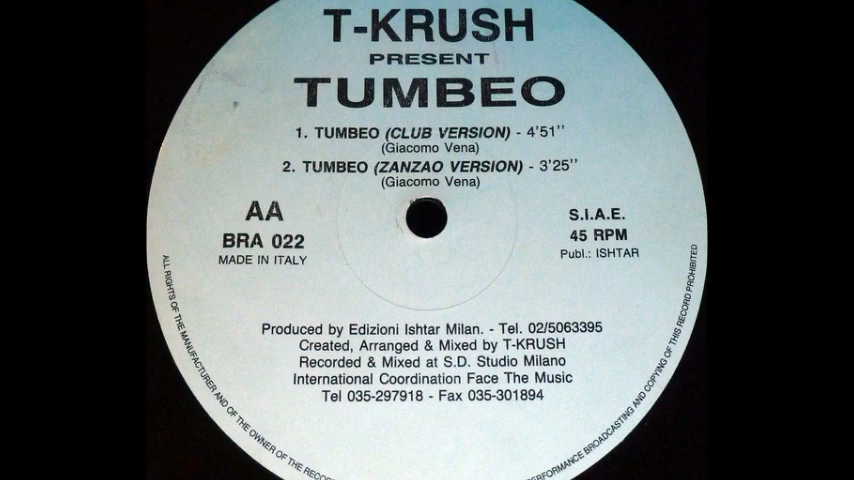 T-KRUSH
PRESENT
TUMBEO
1. TUMBEO (CLUB VERSION) - 4'51''
(Giacomo Vena)
2. TUMBEO (ZANZAO VERSION) - 3'25''
(Giacomo Vena)
AA
BRA 022
MADE IN ITALY
S.I.A.E.
45 RPM
Publ.: ISHTAR
Produced by Edizioni Ishtar Milan. - Tel. 02/5063395
Created, Arranged & Mixed by T-KRUSH
Recorded & Mixed at S.D. Studio Milano
International Coordination Face The Music
Tel 035-297918 - Fax 035-301894
ALL RIGHTS OF THE MANUFACTURER AND OF THE OWNER OF THE
PERFORMANCE BROADCASTING AND COPYING OF THIS RECORD PROHIBITED